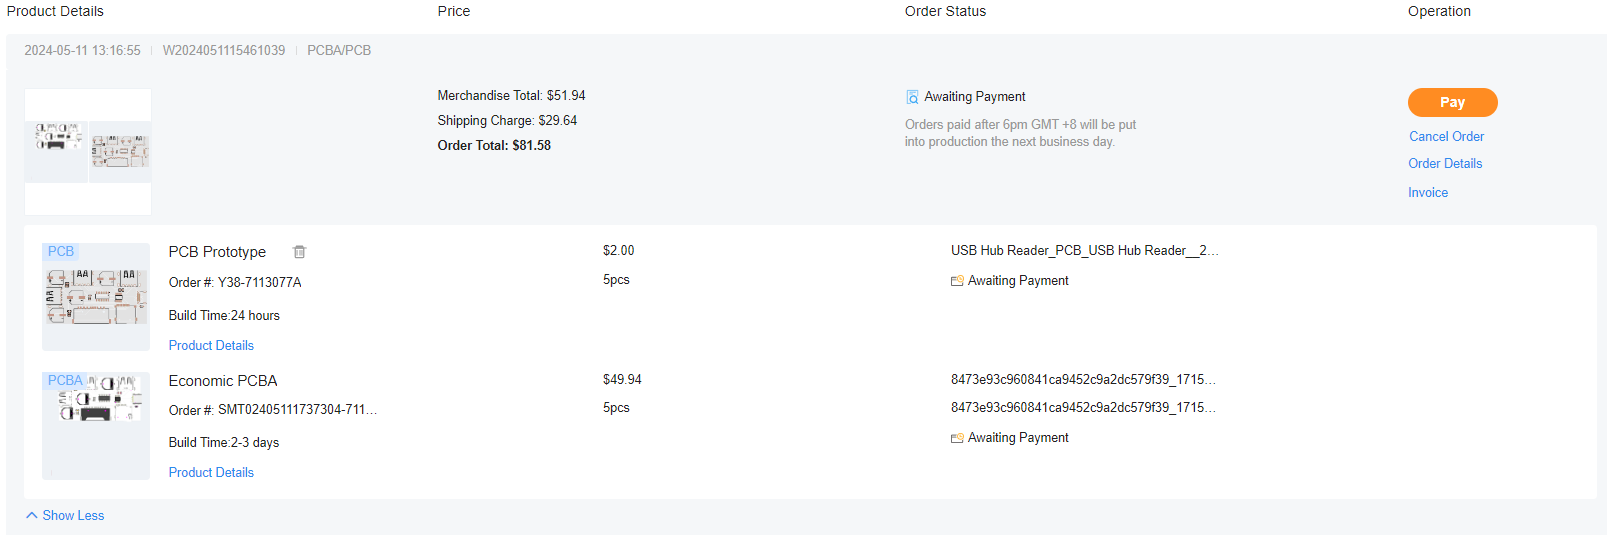 Product Details Price Order Status Operation
2024-05-11 13:16:55 | W2024051115461039 | PCBA/PCB
Merchandise Total: $51.94
Shipping Charge: $29.64
Order Total: $81.58
Awaiting Payment
Orders paid after 6pm GMT +8 will be put
into production the next business day.
Pay
Cancel Order
Order Details
Invoice
PCB
PCB Prototype
Order #: Y38-7113077A
Build Time:24 hours
Product Details
$2.00
5pcs
USB Hub Reader_PCB_USB Hub Reader__2...
Awaiting Payment
PCBA
Economic PCBA
Order #: SMT02405111737304-711...
Build Time:2-3 days
Product Details
$49.94
5pcs
8473e93c960841ca9452c9a2dc579f39_1715...
8473e93c960841ca9452c9a2dc579f39_1715...
Awaiting Payment
Show Less